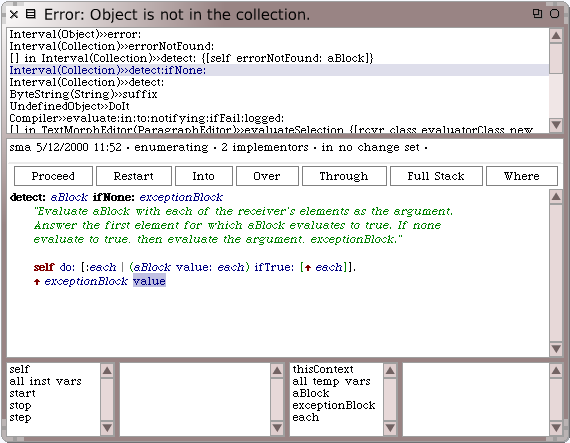 Error: Object is not in the collection.
Interval(Object)>>error:
Interval(Collection)>>errorNotFound:
[] in Interval(Collection)>>detect: {[self errorNotFound: aBlock]}
Interval(Collection)>>detect:ifNone:
Interval(Collection)>>detect:
ByteString(String)>>suffix
UndefinedObject>>DoIt
Compiler>>evaluate:in:to:notifying:ifFail:logged:
[] in TextMorphEditor(ParagraphEditor)>>evaluateSelection {[rcvr class evaluatorClass new
sma 5/12/2000 11:52 · enumerating · 2 implementors · in no change set ·
Proceed Restart Into Over Through Full Stack Where
detect: aBlock ifNone: exceptionBlock
"Evaluate aBlock with each of the receiver's elements as the argument.
Answer the first element for which aBlock evaluates to true. If none
evaluate to true, then evaluate the argument, exceptionBlock."
self do: [:each | (aBlock value: each) ifTrue: [↑ each]].
↑ exceptionBlock value
self
all inst vars
start
stop
step
thisContext
all temp vars
aBlock
exceptionBlock
each